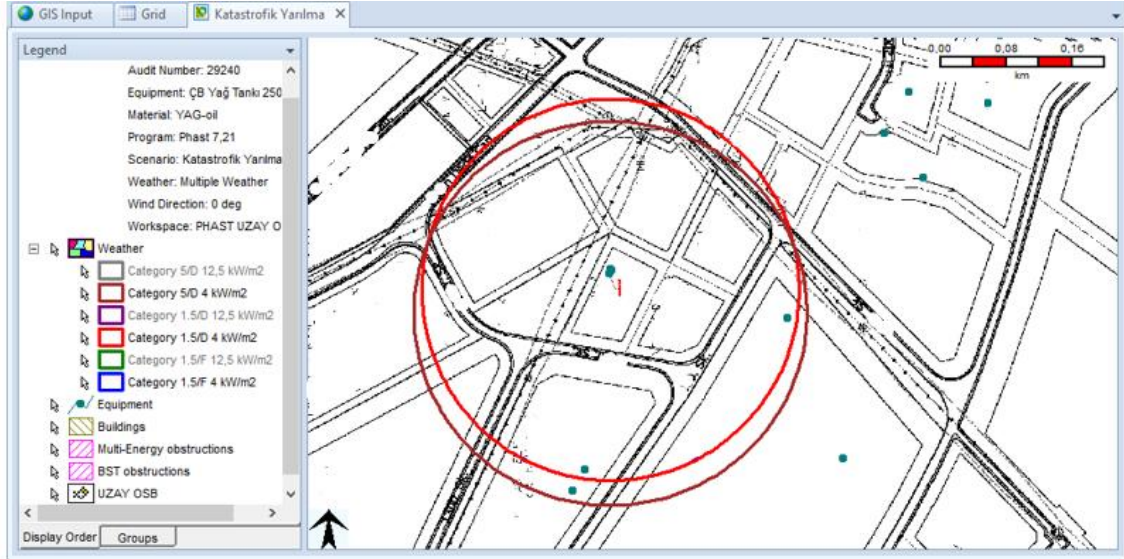 GIS Input Grid Katastrofik Yarılma
Legend
Audit Number: 29240
Equipment: ÇB Yağ Tankı 250
Material: YAG-oil
Program: Phast 7,21
Scenario: Katastrofik Yarılma
Weather: Multiple Weather
Wind Direction: 0 deg
Workspace: PHAST UZAY O
Weather
Category 5/D 12,5 kW/m2
Category 5/D 4 kW/m2
Category 1.5/D 12,5 kW/m2
Category 1.5/D 4 kW/m2
Category 1.5/F 12,5 kW/m2
Category 1.5/F 4 kW/m2
Equipment
Buildings
Multi-Energy obstructions
BST obstructions
UZAY OSB
Display Order Groups
0,00 0,08 0,16
km